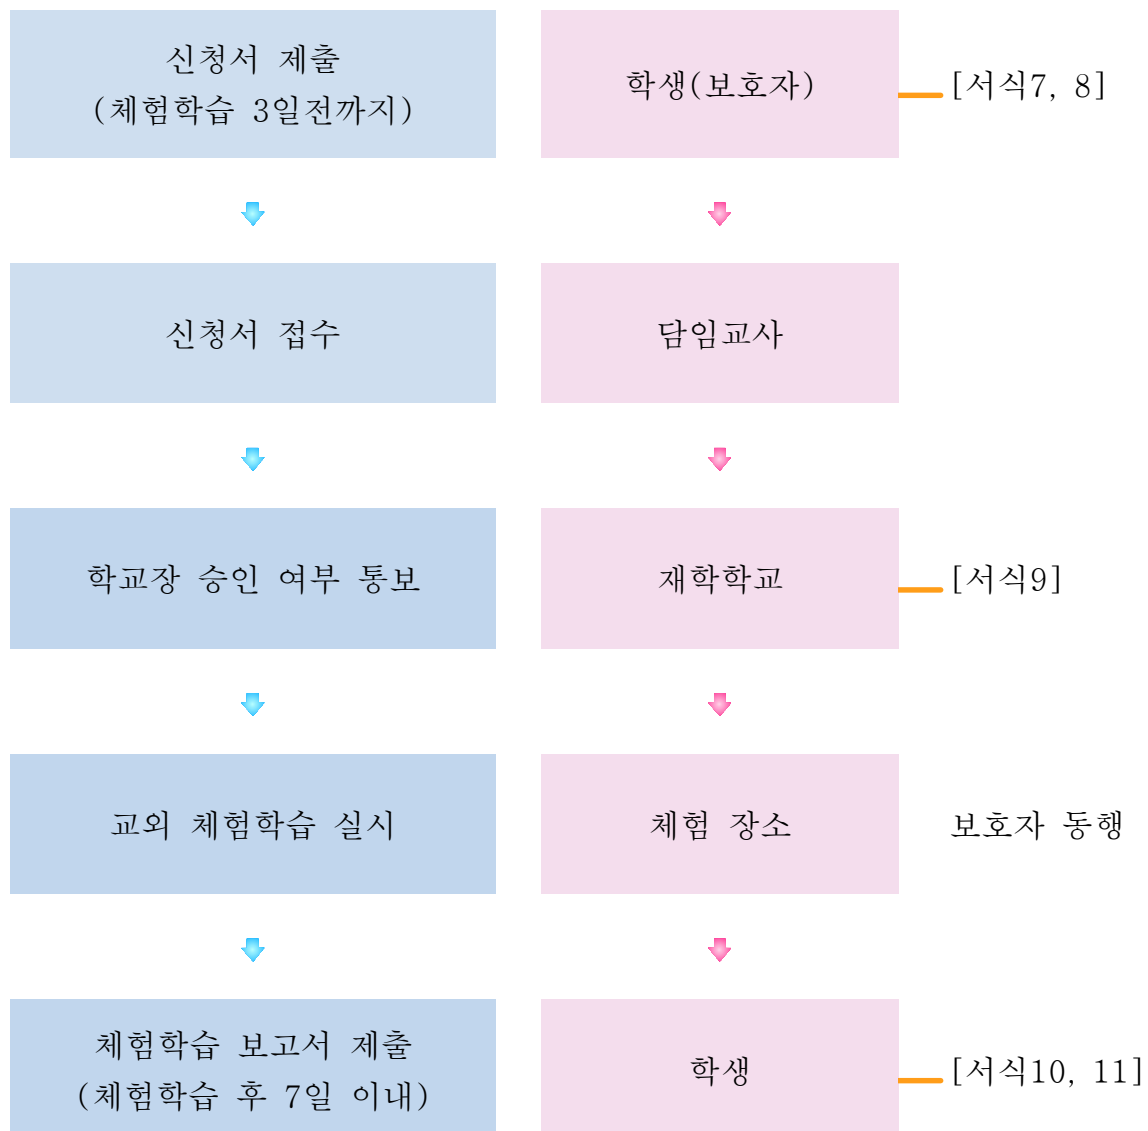 신청서 제출
(체험학습 3일전까지)
학생(보호자)
[서식7, 8]
신청서 접수
담임교사
학교장 승인 여부 통보
재학학교
[서식9]
교외 체험학습 실시
체험 장소
보호자 동행
체험학습 보고서 제출
(체험학습 후 7일 이내)
학생
[서식10, 11]